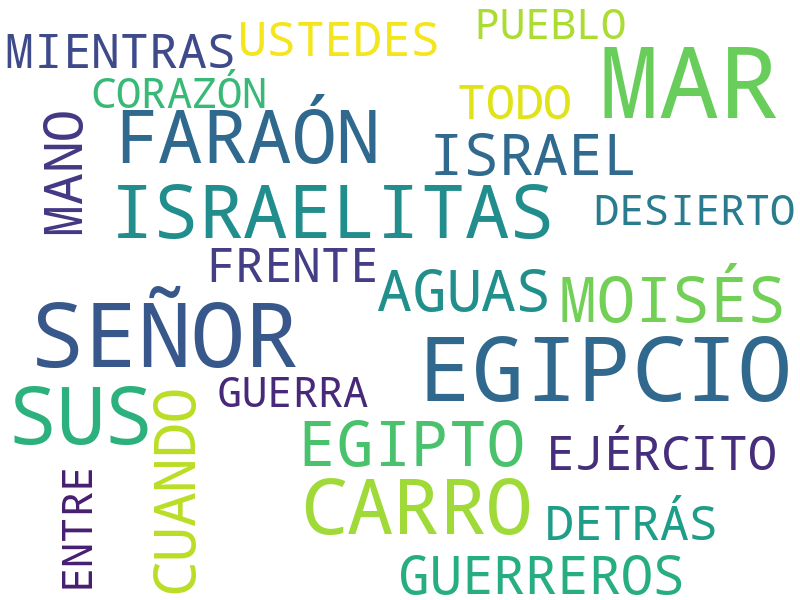 PUEBLO
USTEDES
MIENTRAS
MAR
CORAZÓN
TODO
FARAÓN
MANO
ISRAEL
ISRAELITAS
DESIERTO
FRENTE
AGUAS
MOISÉS
SEÑOR
EGIPCIO
GUERRA
SUS
CUANDO
EGIPTO
EJÉRCITO
ENTRE
CARRO
DETRÁS
GUERREROS